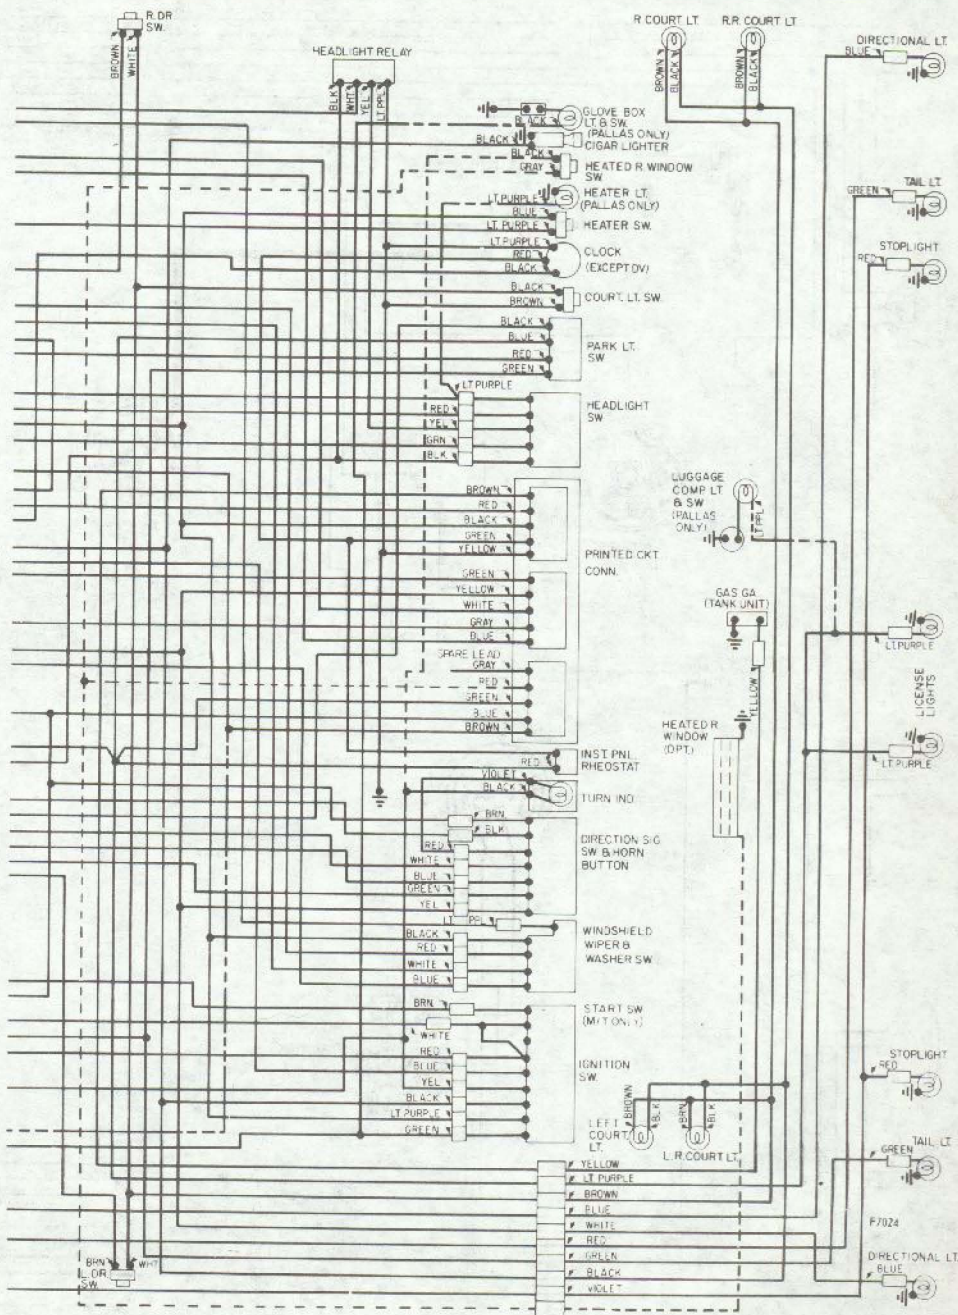 R. DR
SW.
BROWN
WHITE
HEADLIGHT RELAY
BLK
WHT
YEL
LT. PPL
R COURT LT.
R.R. COURT LT
BROWN
BLACK
BROWN
BLACK
DIRECTIONAL LT.
BLUE
GLOVE BOX
LT. & SW.
(PALLAS ONLY)
BLACK
BLACK
CIGAR LIGHTER
BLACK
GRAY
HEATED R. WINDOW
SW
HEATER LT.
(PALLAS ONLY)
LT. PURPLE
BLUE
LT. PURPLE
HEATER SW.
LT PURPLE
RED
BLACK
CLOCK
(EXCEPT DV)
BLACK
BROWN
COURT. LT. SW.
TAIL LT.
GREEN
STOPLIGHT
RED
BLACK
BLUE
RED
GREEN
PARK LT.
SW
LT PURPLE
RED
YEL
GRN
BLK
HEADLIGHT
SW
BROWN
RED
BLACK
GREEN
YELLOW
PRINTED CKT
CONN.
GREEN
YELLOW
WHITE
GRAY
BLUE
SPARE LEAD
GRAY
RED
GREEN
BLUE
BROWN
LUGGAGE
COMP LT
& SW
(PALLAS
ONLY)
LT PPL
GAS GA
(TANK UNIT)
YELLOW
LT. PURPLE
LICENSE
LIGHTS
LT PURPLE
HEATED R
WINDOW
(OPT.)
RED
INST. PNL.
RHEOSTAT
VIOLET
BLACK
TURN IND.
BRN
BLK
RED
WHITE
BLUE
GREEN
YEL
DIRECTION SIG
SW & HORN
BUTTON
LT PPL
BLACK
RED
WHITE
BLUE
WINDSHIELD
WIPER &
WASHER SW
BRN
WHITE
START SW
(M/T ONLY)
RED
BLUE
YEL
BLACK
LT PURPLE
GREEN
IGNITION
SW.
BROWN
BLK
LEFT
COURT.
LT.
BRN
BLK
L.R. COURT LT.
STOPLIGHT
RED
TAIL LT
GREEN
YELLOW
LT PURPLE
BROWN
BLUE
WHITE
RED
GREEN
BLACK
VIOLET
F7024
DIRECTIONAL LT.
BLUE
BRN
WHT
L. DR
SW.